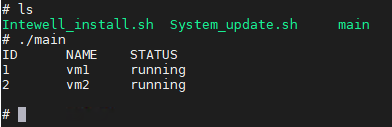 # ls
Intewell_install.sh  System_update.sh     main
# ./main
ID      NAME    STATUS
1       vm1     running
2       vm2     running
#